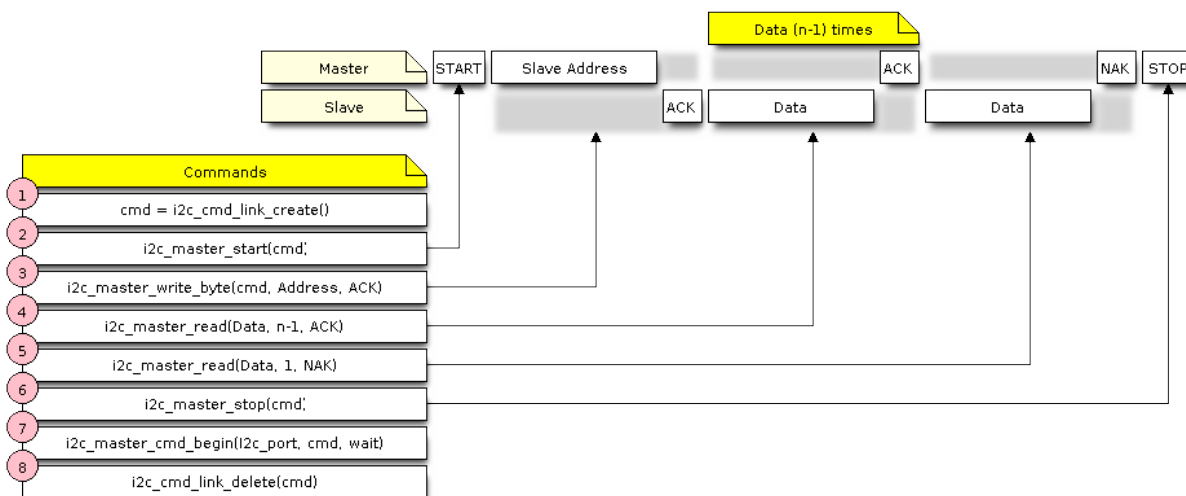 Data (n-1) times
Master START Slave Address ACK NAK STOP
Slave ACK Data Data
Commands
1 cmd = i2c_cmd_link_create()
2 i2c_master_start(cmd;
3 i2c_master_write_byte(cmd, Address, ACK)
4 i2c_master_read(Data, n-1, ACK)
5 i2c_master_read(Data, 1, NAK)
6 i2c_master_stop(cmd;
7 i2c_master_cmd_begin(I2c_port, cmd, wait)
8 i2c_cmd_link_delete(cmd)